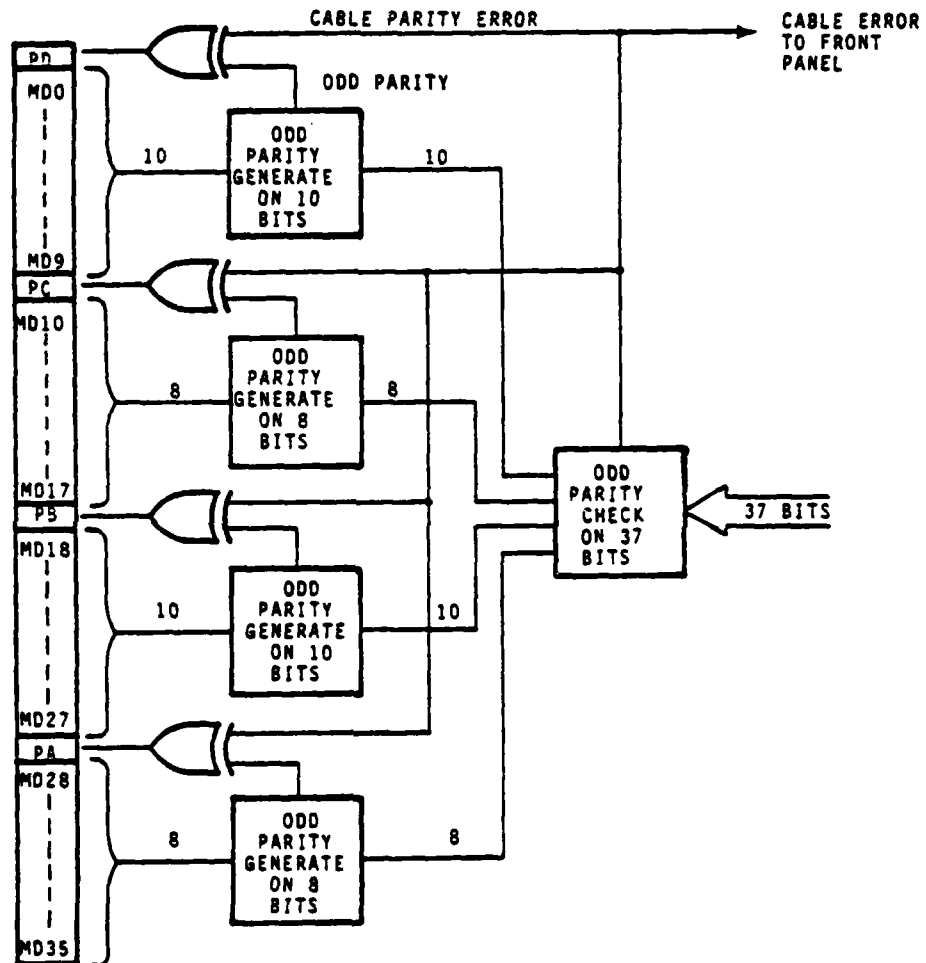 CABLE PARITY ERROR
CABLE ERROR
TO FRONT
PANEL
PD
ODD PARITY
MD0
ODD
PARITY
GENERATE
ON 10
BITS
10
10
MD9
PC
MD10
ODD
PARITY
GENERATE
ON 8
BITS
8
8
MD17
PB
ODD
PARITY
CHECK
ON 37
BITS
37 BITS
MD18
ODD
PARITY
GENERATE
ON 10
BITS
10
10
MD27
PA
MD28
ODD
PARITY
GENERATE
ON 8
BITS
8
8
MD35